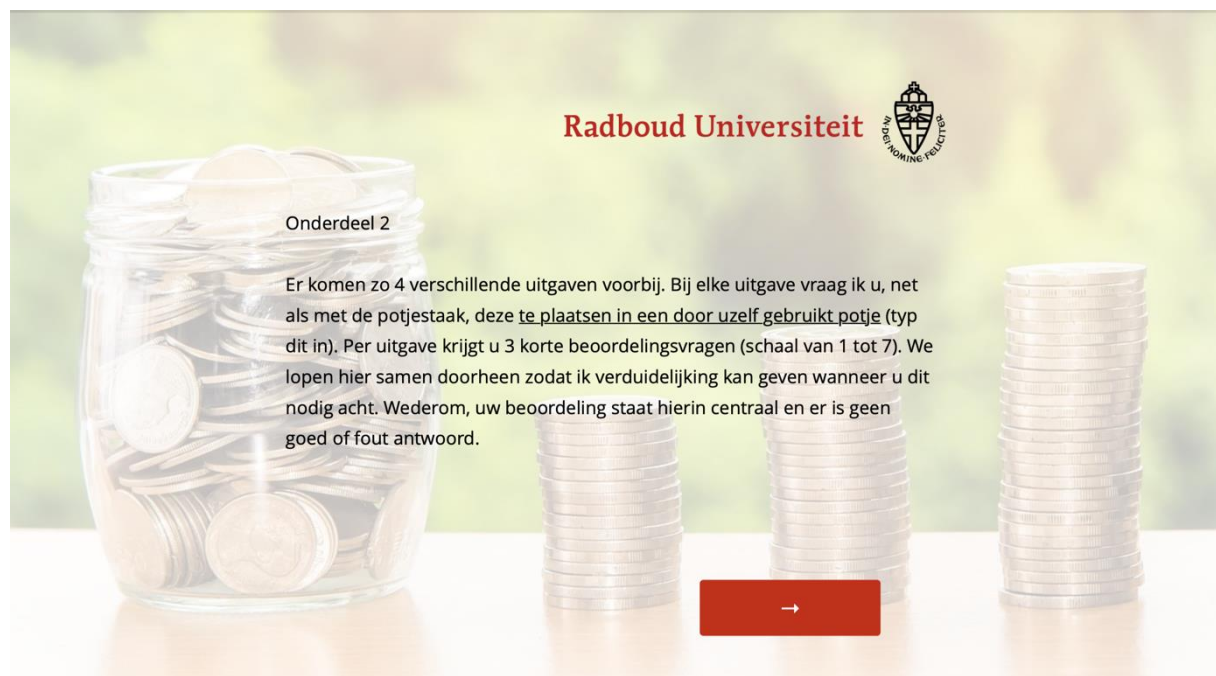 Radboud Universiteit
IN·DEI·NOMINE·FELICITER
Onderdeel 2
Er komen zo 4 verschillende uitgaven voorbij. Bij elke uitgave vraag ik u, net
als met de potjestaak, deze te plaatsen in een door uzelf gebruikt potje (typ
dit in). Per uitgave krijgt u 3 korte beoordelingsvragen (schaal van 1 tot 7). We
lopen hier samen doorheen zodat ik verduidelijking kan geven wanneer u dit
nodig acht. Wederom, uw beoordeling staat hierin centraal en er is geen
goed of fout antwoord.
→